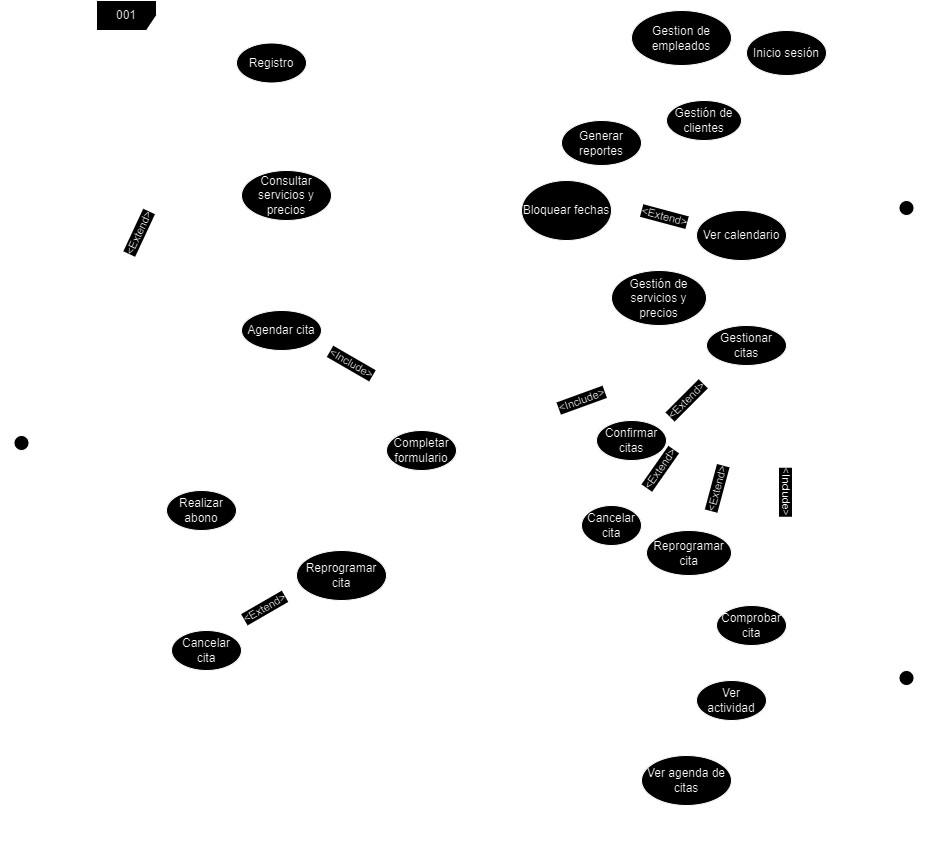 001
Registro
Consultar
servicios y
precios
<Extend>
Agendar cita
<Include>
Completar
formulario
Realizar
abono
Reprogramar
cita
<Extend>
Cancelar
cita
Gestion de
empleados
Inicio sesión
Gestión de
clientes
Generar
reportes
Bloquear fechas
<Extend>
Ver calendario
Gestión de
servicios y
precios
Gestionar
citas
<Include>
<Extend>
Confirmar
citas
<Extend>
<Extend>
<Include>
Cancelar
cita
Reprogramar
cita
Comprobar
cita
Ver
actividad
Ver agenda de
citas